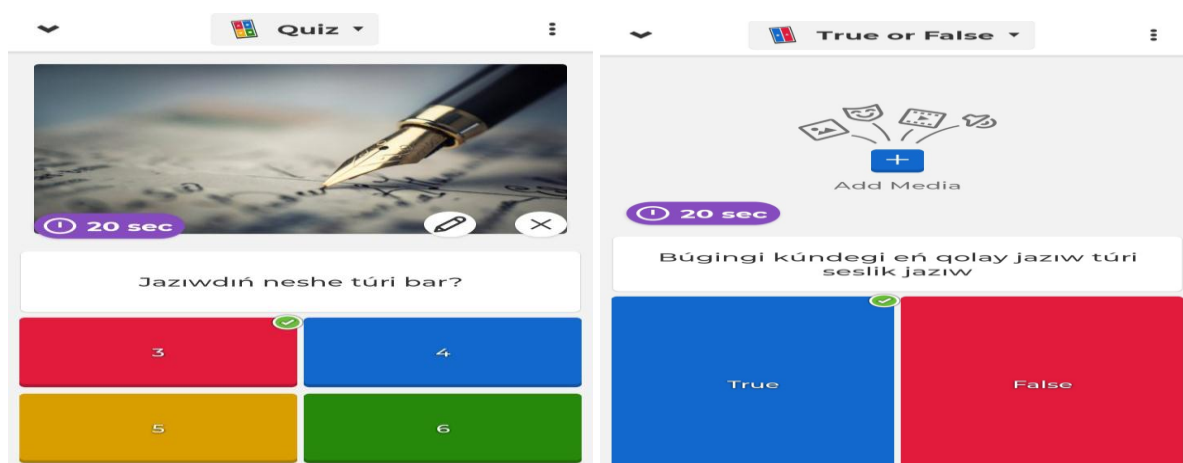 Quiz
20 sec
Jazıwdıń neshe túri bar?
3
4
5
6
True or False
Add Media
20 sec
Búgingi kúndegi eń qolay jazıw túri
seslik jazıw
True
False